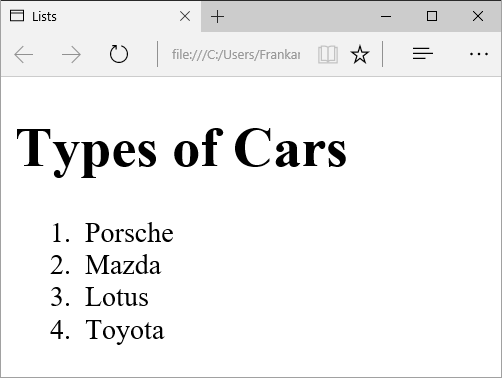 Lists
file:///C:/Users/Frankar
Types of Cars
1. Porsche
2. Mazda
3. Lotus
4. Toyota